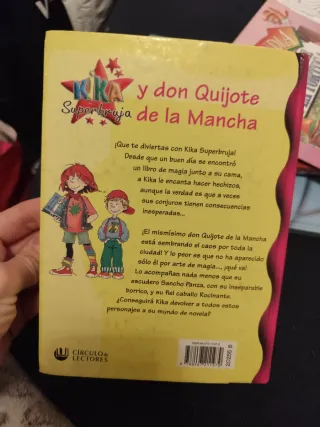 KIKA
Superbruja
y don Quijote
de la Mancha
¡Que te diviertas con Kika Superbruja!
Desde que un buen día se encontró
un libro de magia junto a su cama,
a Kika le encanta hacer hechizos,
aunque la verdad es que a veces
sus conjuros tienen consecuencias
inesperadas...
¡El mismísimo don Quijote de la Mancha
está sembrando el caos por toda la
ciudad! Y lo peor es que no ha aparecido
sólo él por arte de magia..., ¡qué va!
Lo acompañan nada menos que su
escudero Sancho Panza, con su inseparable
borrico, y su fiel caballo Rocinante.
¿Conseguirá Kika devolver a todos estos
personajes a su mundo de novela?
CÍRCULO de
LECTORES